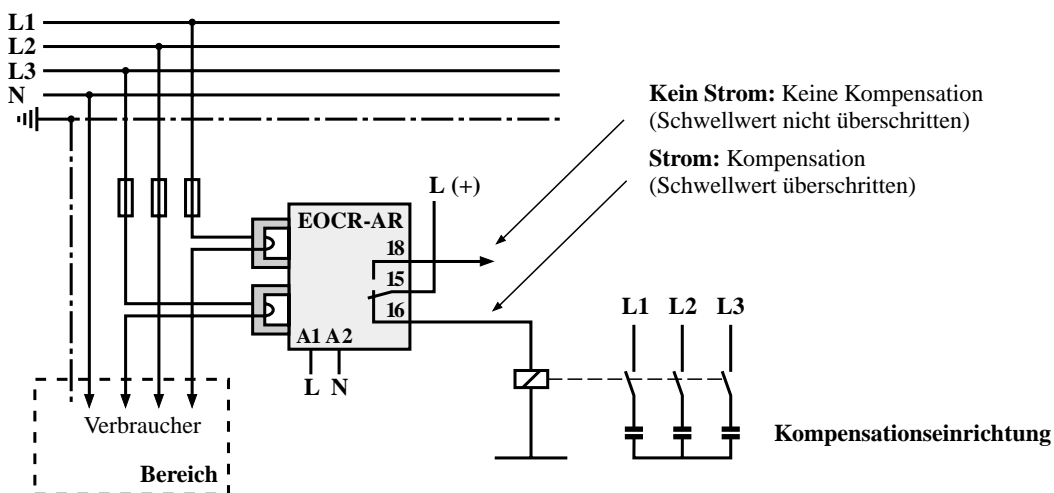 L1
L2
L3
N
Kein Strom: Keine Kompensation
(Schwellwert nicht überschritten)
Strom: Kompensation
(Schwellwert überschritten)
L (+)
EOCR-AR
18
15
16
A1 A2
L N
L1 L2 L3
Verbraucher
Bereich
Kompensationseinrichtung